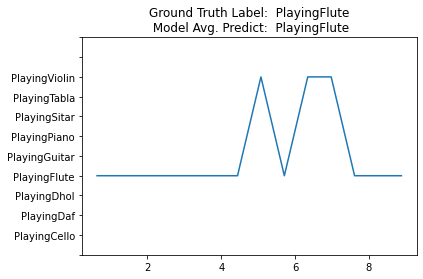 Ground Truth Label: PlayingFlute
Model Avg. Predict: PlayingFlute
PlayingViolin
PlayingTabla
PlayingSitar
PlayingPiano
PlayingGuitar
PlayingFlute
PlayingDhol
PlayingDaf
PlayingCello
2 4 6 8